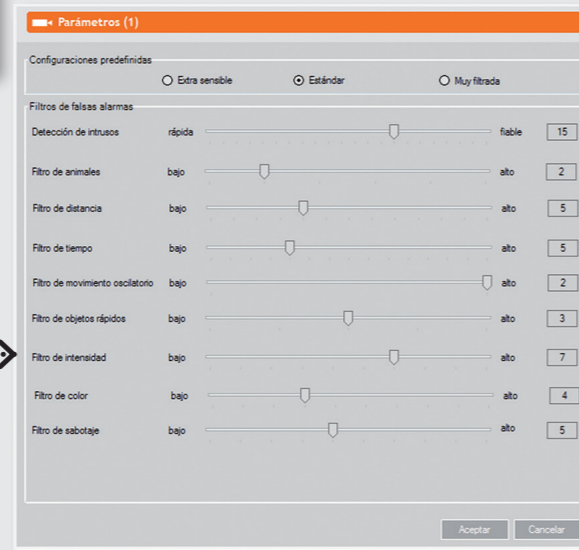 Parámetros (1)
Configuraciones predefinidas
Extra sensible Estándar Muy filtrada
Filtros de falsas alarmas
Detección de intrusos rápida fiable 15
Filtro de animales bajo alto 2
Filtro de distancia bajo alto 5
Filtro de tiempo bajo alto 5
Filtro de movimiento oscilatorio bajo alto 2
Filtro de objetos rápidos bajo alto 3
Filtro de intensidad bajo alto 7
Filtro de color bajo alto 4
Filtro de sabotaje bajo alto 5
Aceptar Cancelar